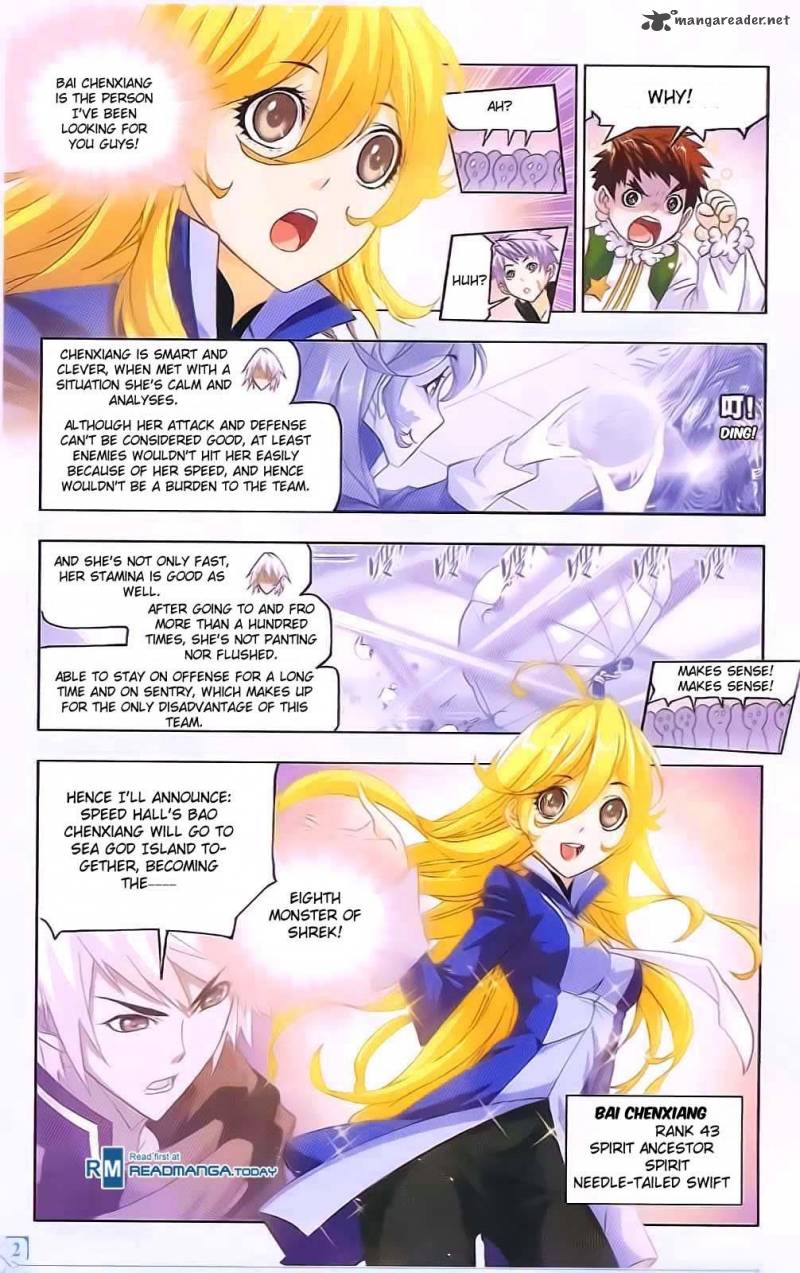 mangareader.net
BAI CHENXIANG
IS THE PERSON
I'VE BEEN
LOOKING FOR
YOU GUYS!
AH?
WHY!
HUH?
CHENXIANG IS SMART AND
CLEVER, WHEN MET WITH A
SITUATION SHE'S CALM AND
ANALYSES.
ALTHOUGH HER ATTACK AND DEFENSE
CAN'T BE CONSIDERED GOOD, AT LEAST
ENEMIES WOULDN'T HIT HER EASILY
BECAUSE OF HER SPEED, AND HENCE
WOULDN'T BE A BURDEN TO THE TEAM.
叮!
DING!
AND SHE'S NOT ONLY FAST,
HER STAMINA IS GOOD AS
WELL.
AFTER GOING TO AND FRO
MORE THAN A HUNDRED
TIMES, SHE'S NOT PANTING
NOR FLUSHED.
ABLE TO STAY ON OFFENSE FOR A LONG
TIME AND ON SENTRY, WHICH MAKES UP
FOR THE ONLY DISADVANTAGE OF THIS
TEAM.
MAKES SENSE!
MAKES SENSE!
HENCE I'LL ANNOUNCE:
SPEED HALL'S BAO
CHENXIANG WILL GO TO
SEA GOD ISLAND TO-
GETHER, BECOMING
THE----
EIGHTH
MONSTER OF
SHREK!
BAI CHENXIANG
RANK 43
SPIRIT ANCESTOR
SPIRIT
NEEDLE-TAILED SWIFT
RM
Read first at
READMANGA.TODAY
2